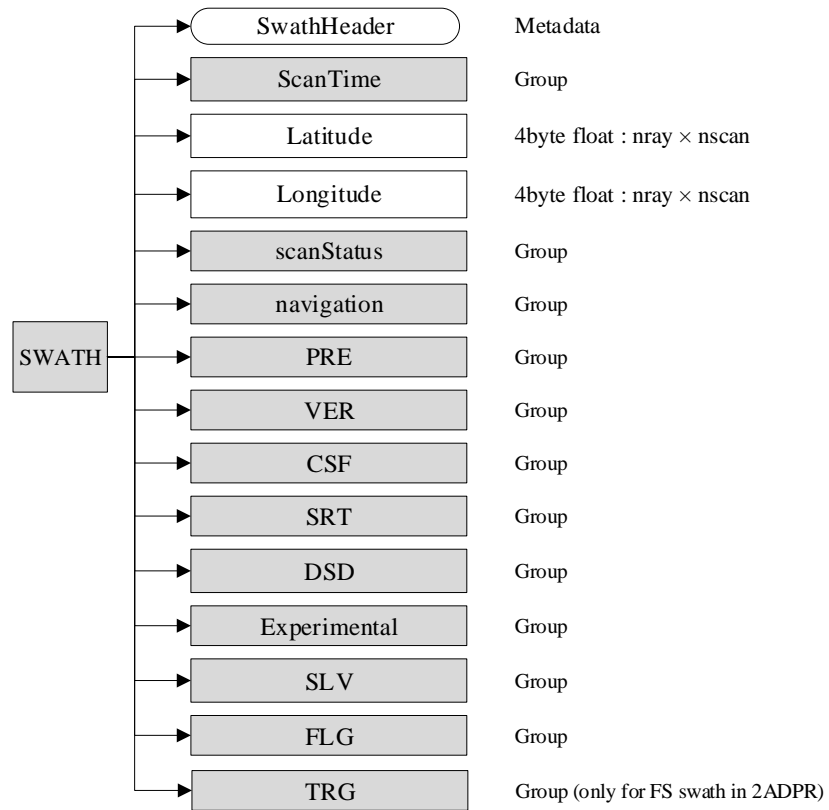 SwathHeader Metadata
ScanTime Group
Latitude 4byte float : nray × nscan
Longitude 4byte float : nray × nscan
scanStatus Group
navigation Group
SWATH
PRE Group
VER Group
CSF Group
SRT Group
DSD Group
Experimental Group
SLV Group
FLG Group
TRG Group (only for FS swath in 2ADPR)